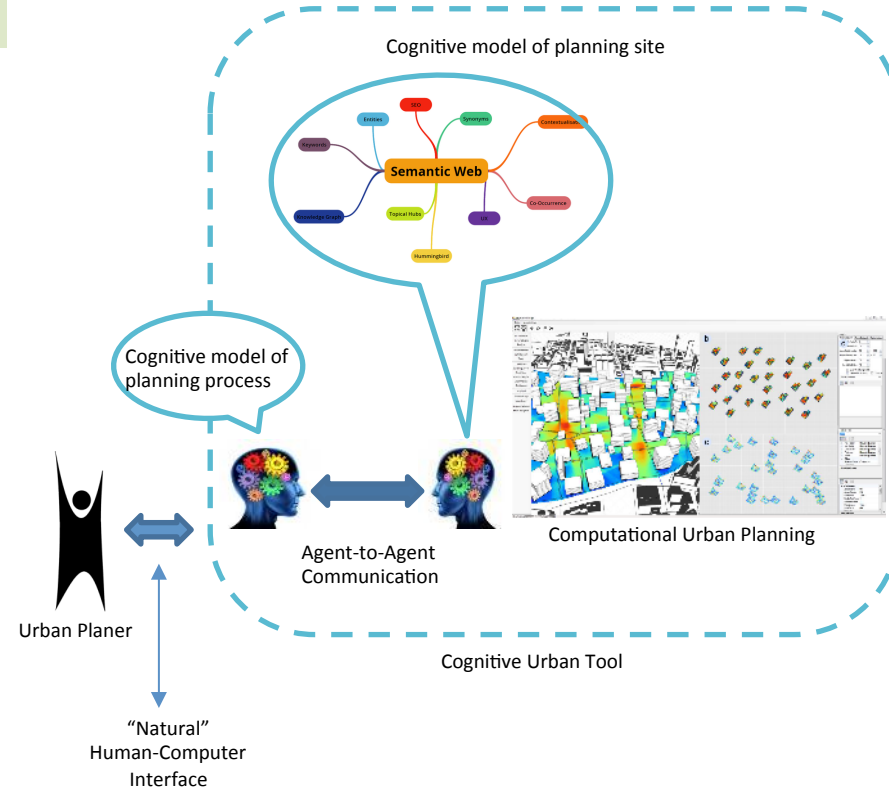 Cognitive model of planning site
SEO
Entities
Synonyms
Keywords
Semantic Web
Co-Occurrence
Knowledge Graph
Topical Hubs
UX
Hummingbird
Cognitive model of
planning process
b
c
Computational Urban Planning
Agent-to-Agent
Communication
Urban Planer
Cognitive Urban Tool
“Natural”
Human-Computer
Interface